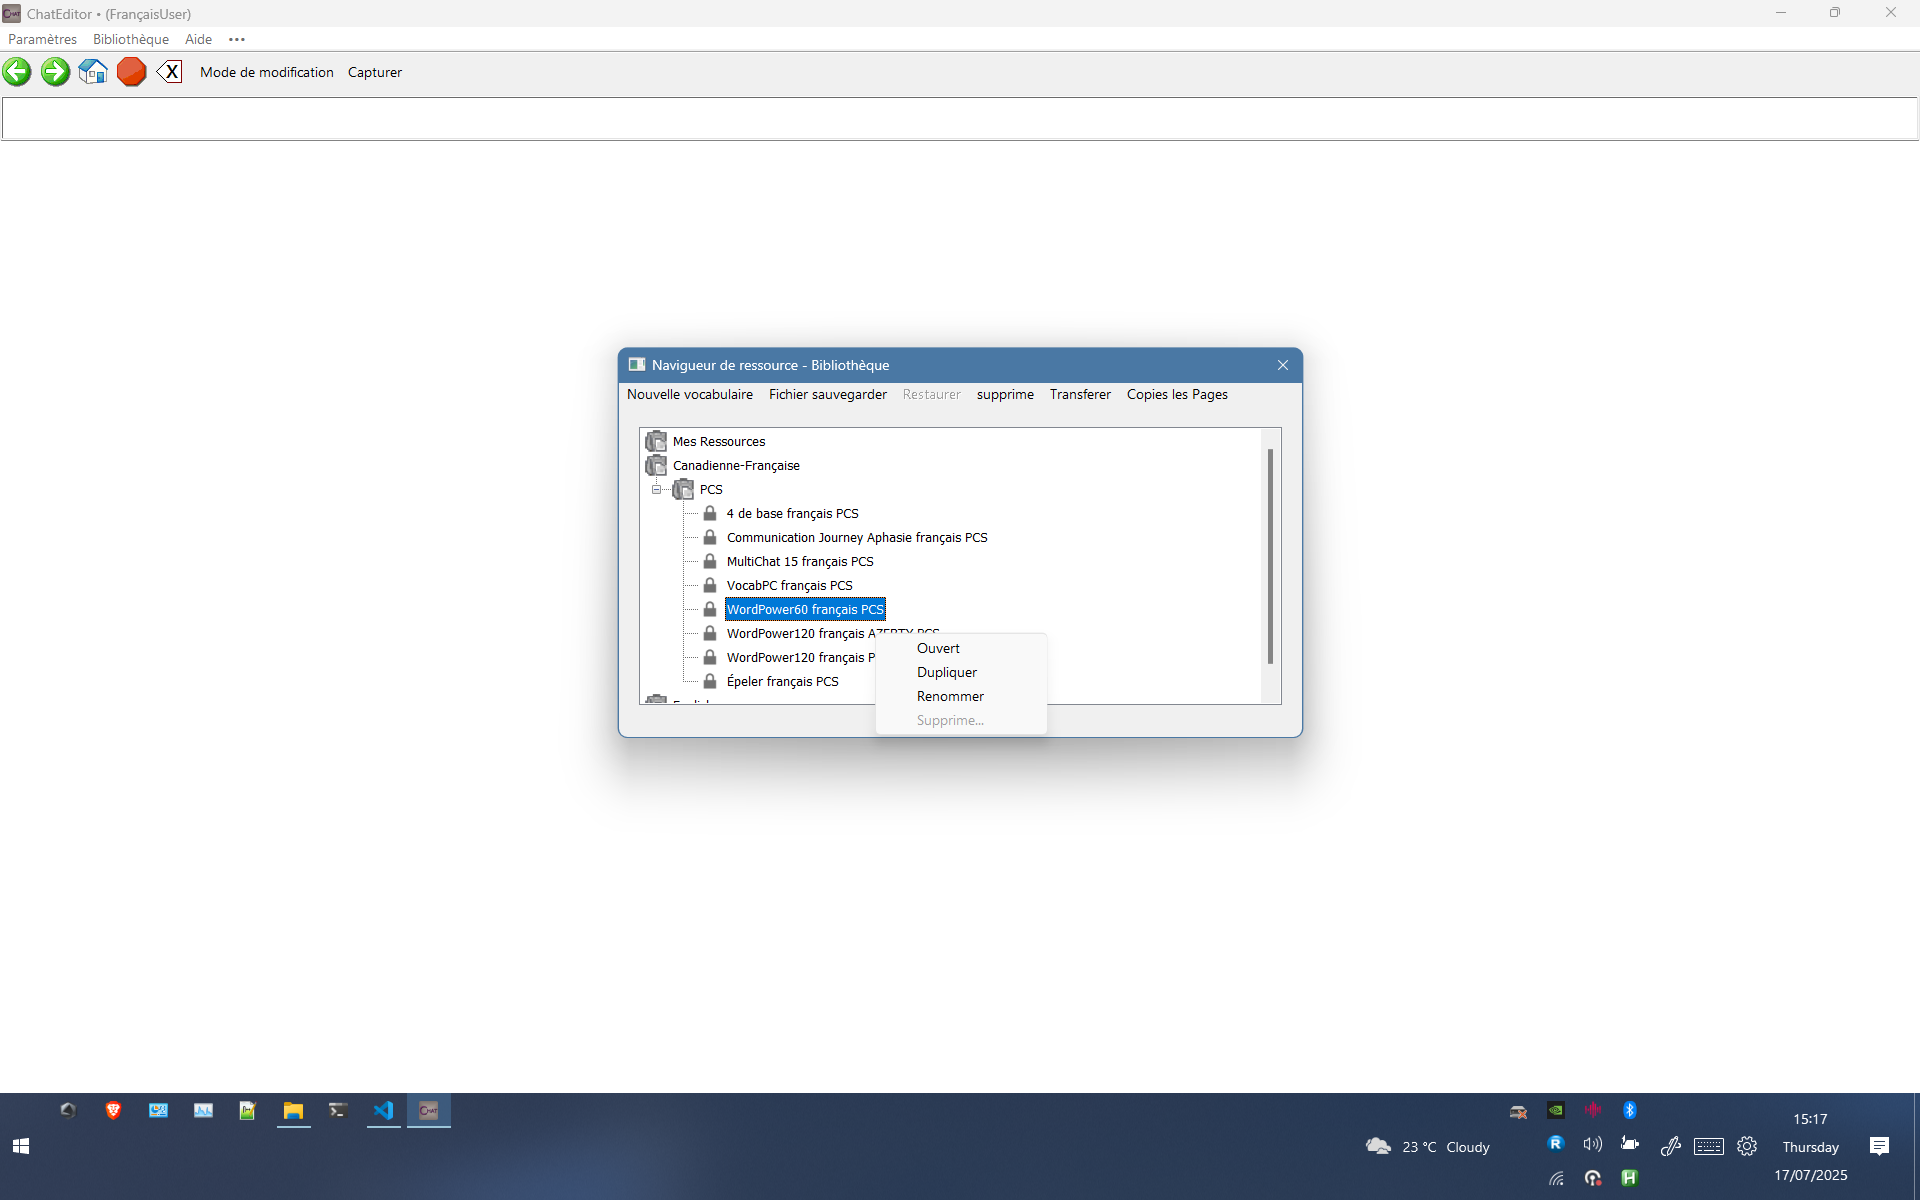 ChatEditor • (FrançaisUser)
Paramètres Bibliothèque Aide •••
X Mode de modification Capturer
Navigueur de ressource - Bibliothèque
Nouvelle vocabulaire Fichier sauvegarder Restaurer supprime Transferer Copies les Pages
Mes Ressources
Canadienne-Française
PCS
4 de base français PCS
Communication Journey Aphasie français PCS
MultiChat 15 français PCS
VocabPC français PCS
WordPower60 français PCS
WordPower120 français AZERTY PCS
WordPower120 français P
Épeler français PCS
Ouvert
Dupliquer
Renommer
Supprime...
CHAT
15:17
23 °C Cloudy
Thursday
17/07/2025